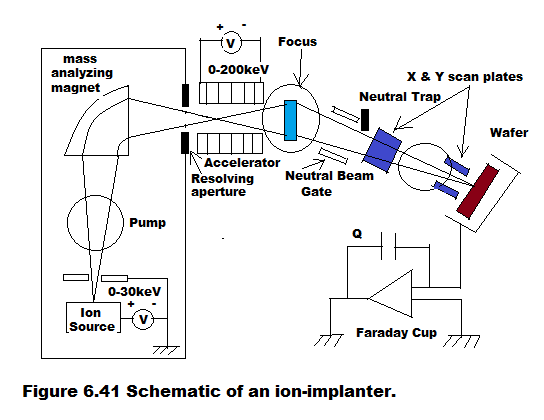 + -
V
Focus
mass
analyzing
magnet
0-200keV
X & Y scan plates
Neutral Trap
Wafer
Accelerator
Resolving
aperture
Neutral Beam
Gate
Pump
Q
0-30keV
+ -
Ion
Source
V
Faraday Cup
Figure 6.41 Schematic of an ion-implanter.